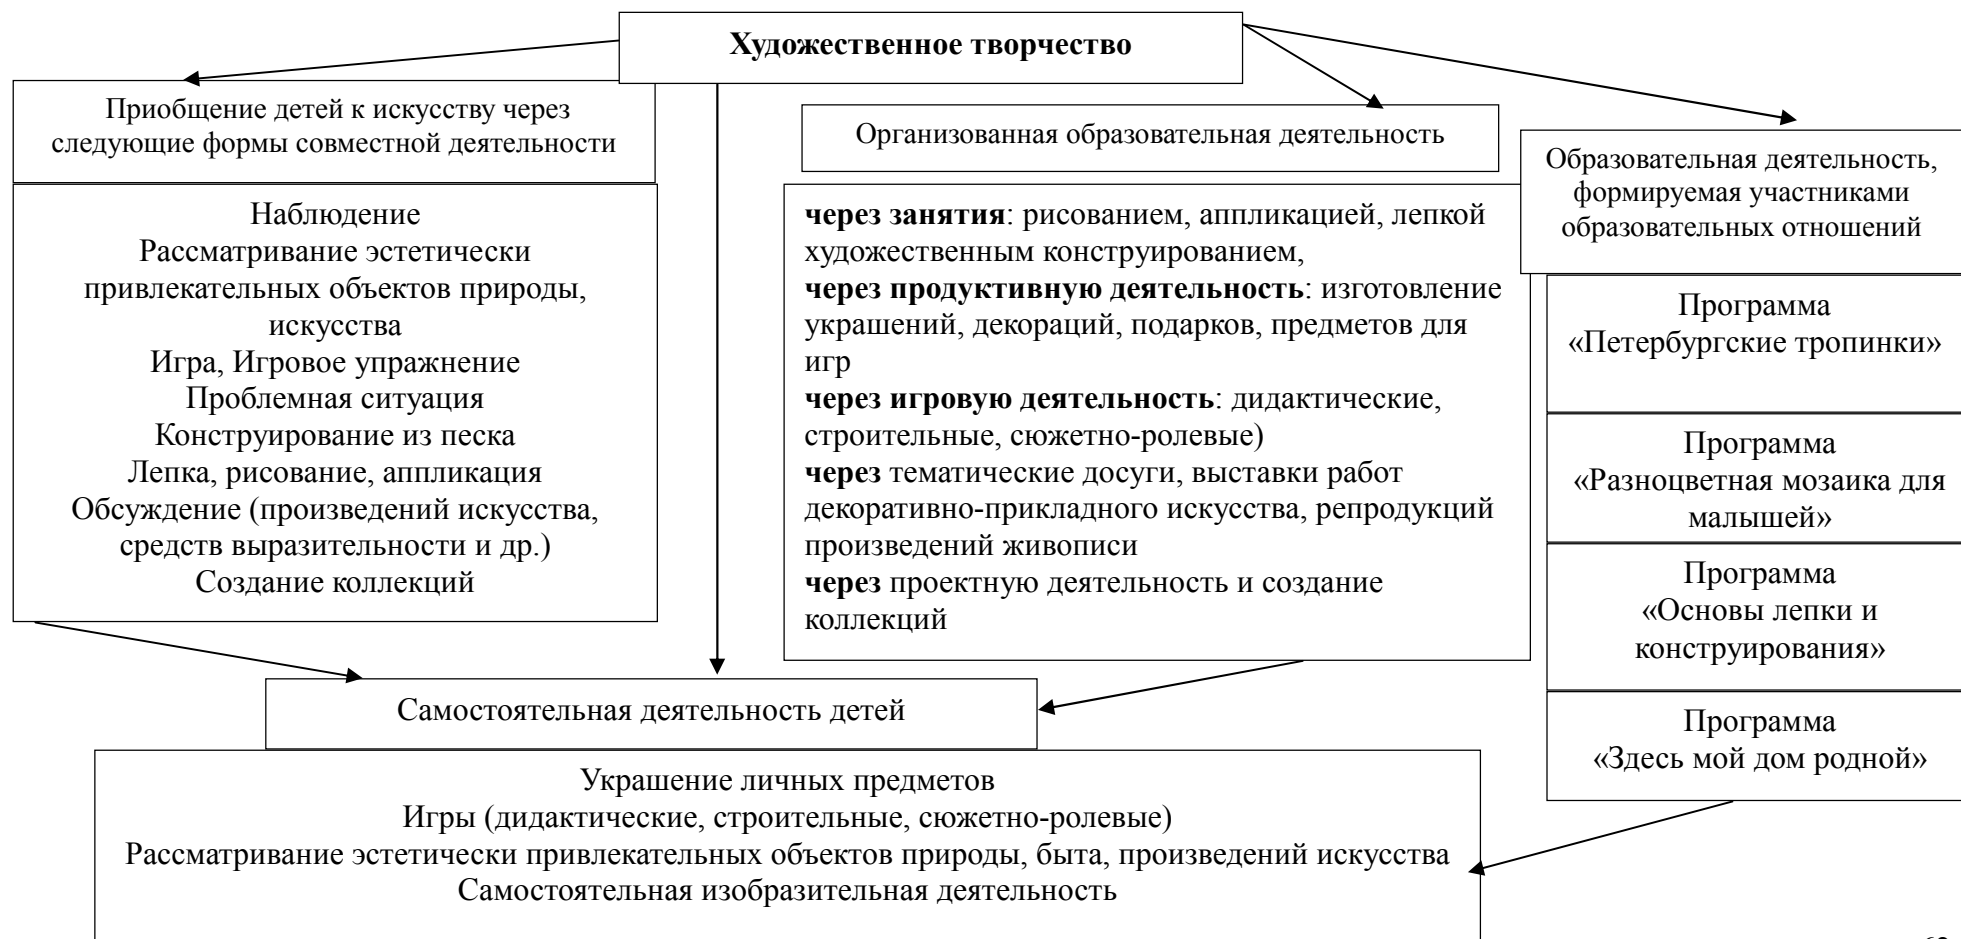 Художественное творчество
Приобщение детей к искусству через
следующие формы совместной деятельности
Наблюдение
Рассматривание эстетически
привлекательных объектов природы,
искусства
Игра, Игровое упражнение
Проблемная ситуация
Конструирование из песка
Лепка, рисование, аппликация
Обсуждение (произведений искусства,
средств выразительности и др.)
Создание коллекций
Организованная образовательная деятельность
через занятия: рисованием, аппликацией, лепкой
художественным конструированием,
через продуктивную деятельность: изготовление
украшений, декораций, подарков, предметов для
игр
через игровую деятельность: дидактические,
строительные, сюжетно-ролевые)
через тематические досуги, выставки работ
декоративно-прикладного искусства, репродукций
произведений живописи
через проектную деятельность и создание
коллекций
Образовательная деятельность,
формируемая участниками
образовательных отношений
Программа
«Петербургские тропинки»
Программа
«Разноцветная мозаика для
малышей»
Программа
«Основы лепки и
конструирования»
Программа
«Здесь мой дом родной»
Самостоятельная деятельность детей
Украшение личных предметов
Игры (дидактические, строительные, сюжетно-ролевые)
Рассматривание эстетически привлекательных объектов природы, быта, произведений искусства
Самостоятельная изобразительная деятельность